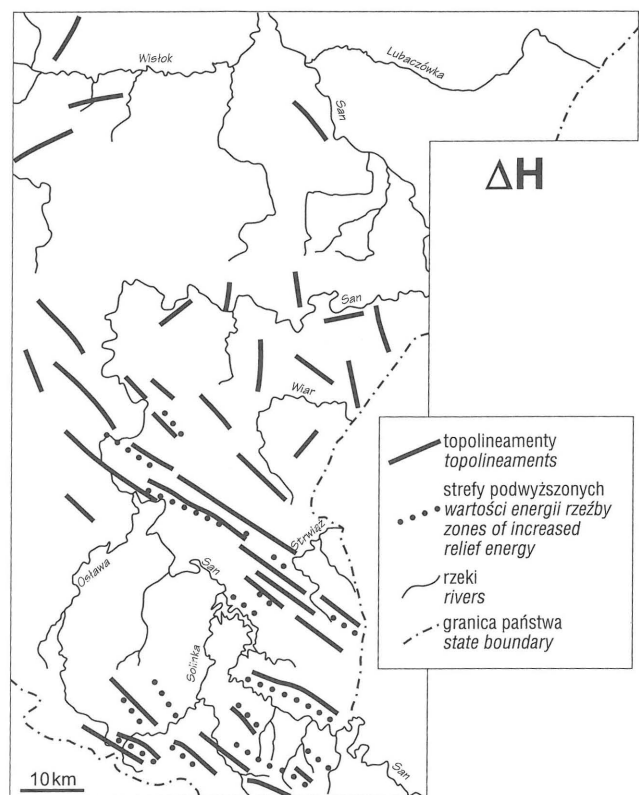 Wisłok
Lubaczówka
San
ΔH
San
Wiar
topolineamenty
topolineaments
strefy podwyższonych
wartości energii rzeźby
zones of increased
relief energy
rzeki
rivers
granica państwa
state boundary
Strwiąż
Osława
San
Solinka
San
10km